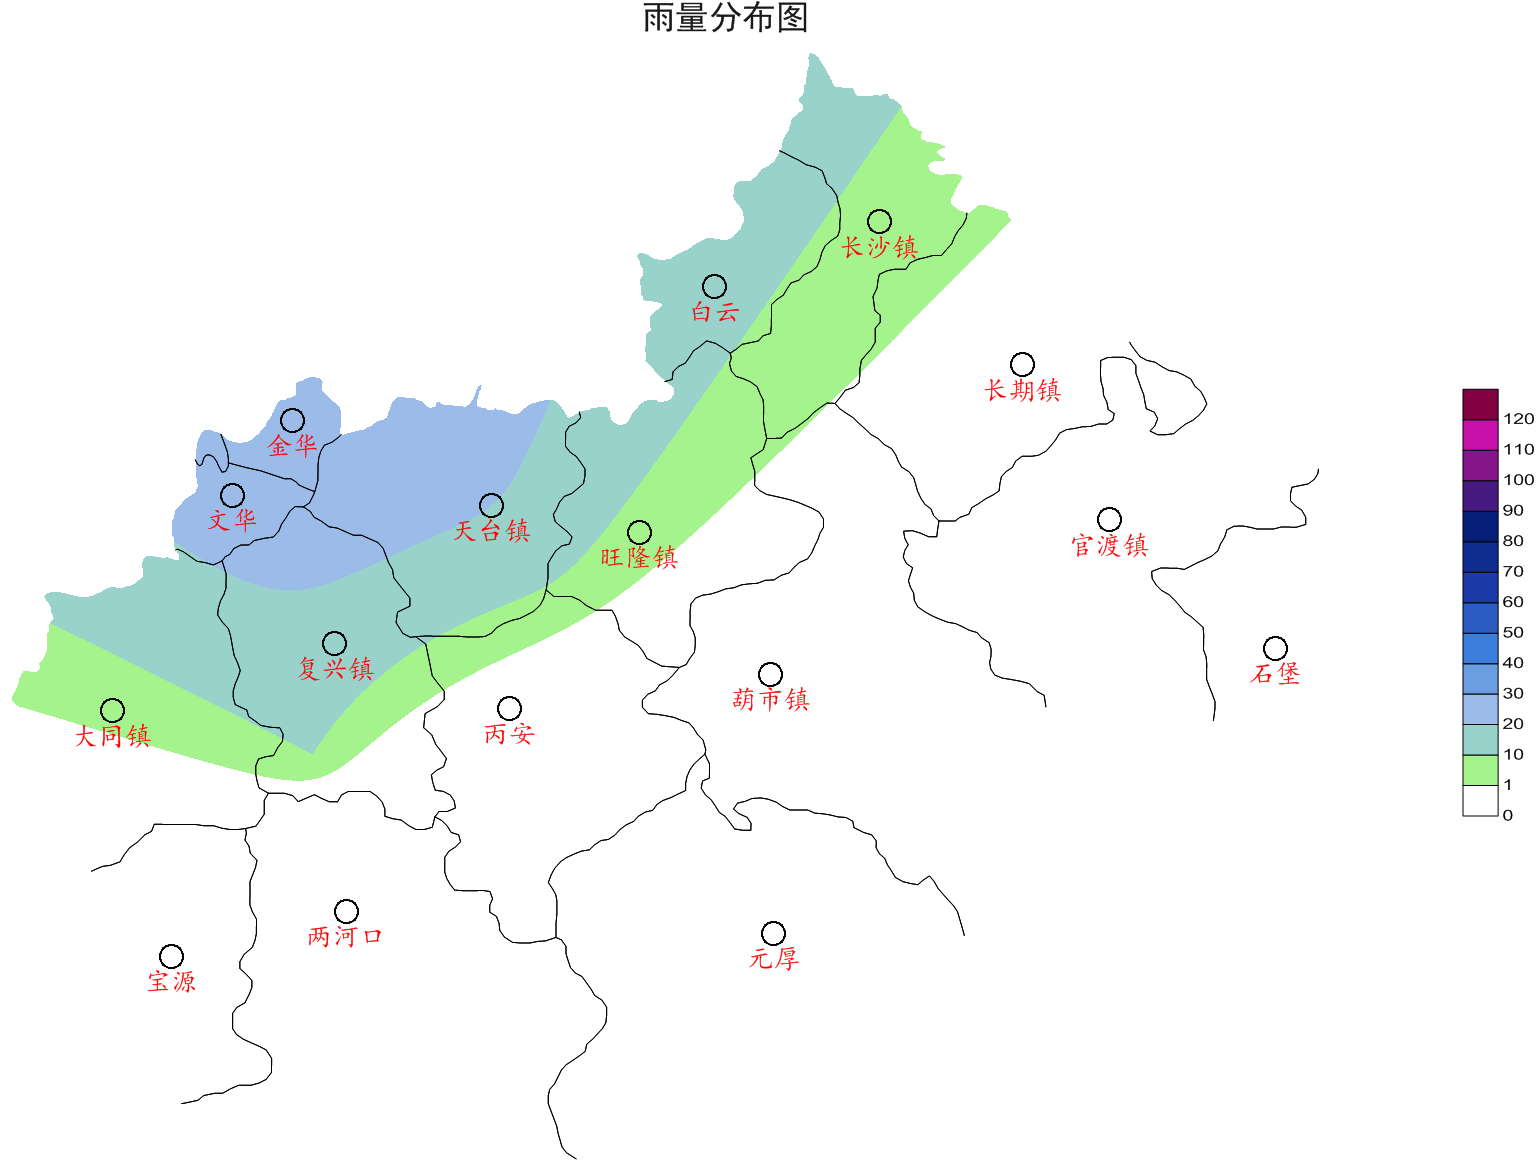 雨量分布图
长沙镇
白云
长期镇
金华
文华
天台镇
官渡镇
旺隆镇
复兴镇
石堡
葫市镇
大同镇
丙安
两河口
元厚
宝源
120
110
100
90
80
70
60
50
40
30
20
10
1
0